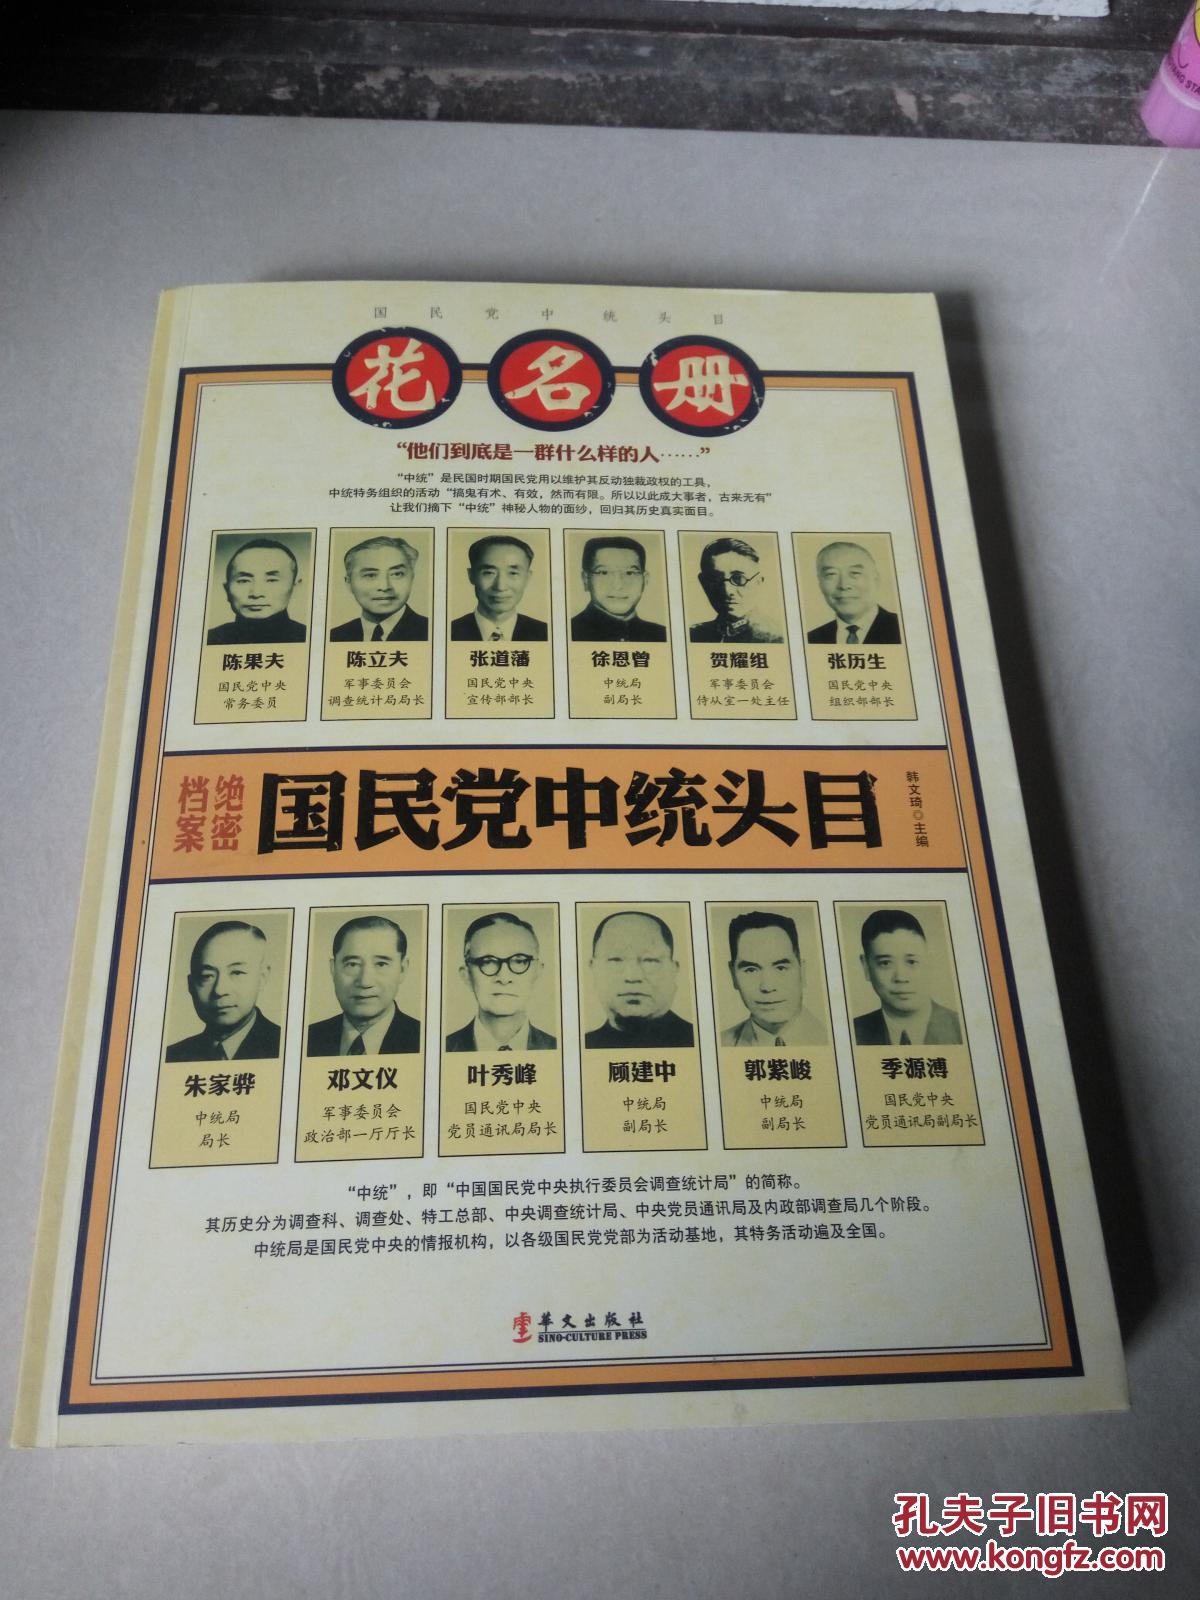 国民党中统头目
花名册
“他们到底是一群什么样的人……”
“中统”是民国时期国民党用以维护其反动独裁政权的工具，
中统特务组织的活动“搞鬼有术、有效，然而有限。所以以此成大事者，古来无有”
让我们摘下“中统”神秘人物的面纱，回归其历史真实面目。
陈果夫
国民党中央
常务委员
陈立夫
军事委员会
调查统计局局长
张道藩
国民党中央
宣传部部长
徐恩曾
中统局
副局长
贺耀组
军事委员会
侍从室一处主任
张历生
国民党中央
组织部部长
绝密
档案
国民党中统头目
韩文琦◎主编
朱家骅
中统局
局长
邓文仪
军事委员会
政治部一厅厅长
叶秀峰
国民党中央
党员通讯局局长
顾建中
中统局
副局长
郭紫峻
中统局
副局长
季源溥
国民党中央
党员通讯局副局长
“中统”，即“中国国民党中央执行委员会调查统计局”的简称。
其历史分为调查科、调查处、特工总部、中央调查统计局、中央党员通讯局及内政部调查局几个阶段。
中统局是国民党中央的情报机构，以各级国民党党部为活动基地，其特务活动遍及全国。
華文出版社
SINO-CULTURE PRESS
孔夫子旧书网
www.kongfz.com